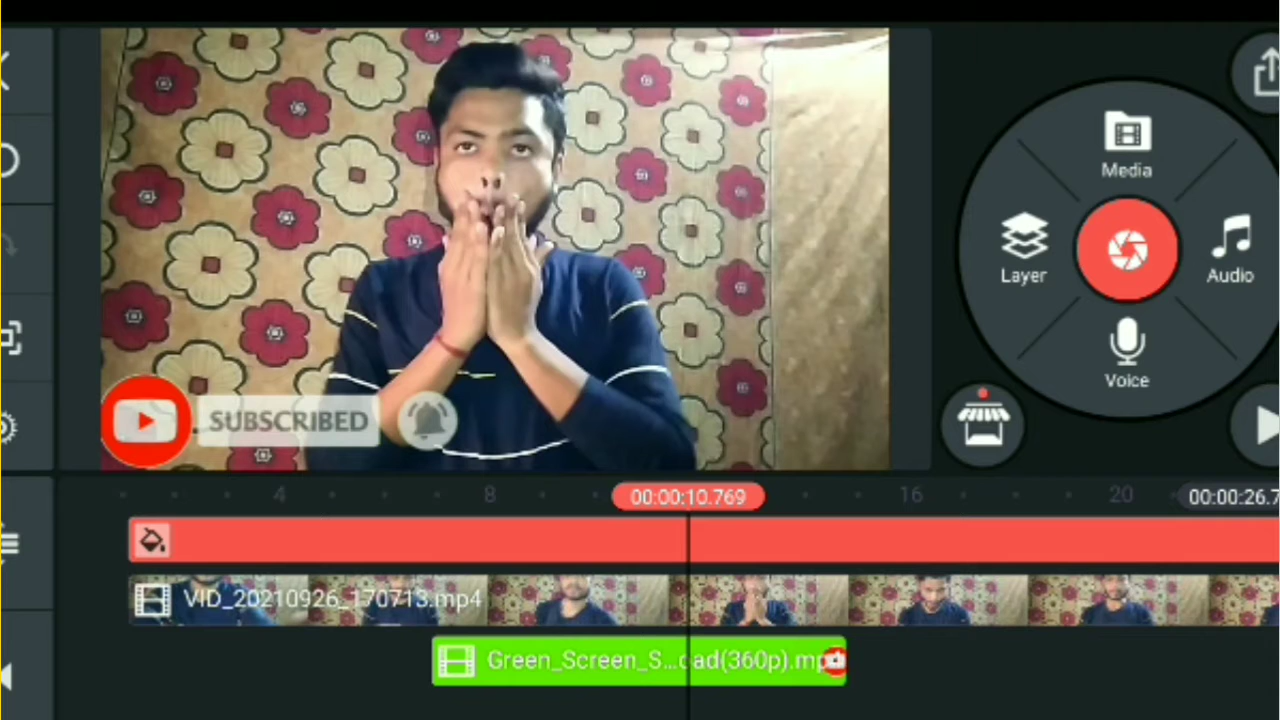 Media
Layer
Audio
Voice
SUBSCRIBED
4
8
00:00:10.769
16
20
00:00:26.7
VID_20210926_170713.mp4
Green_Screen_S...oad(360p).mp4